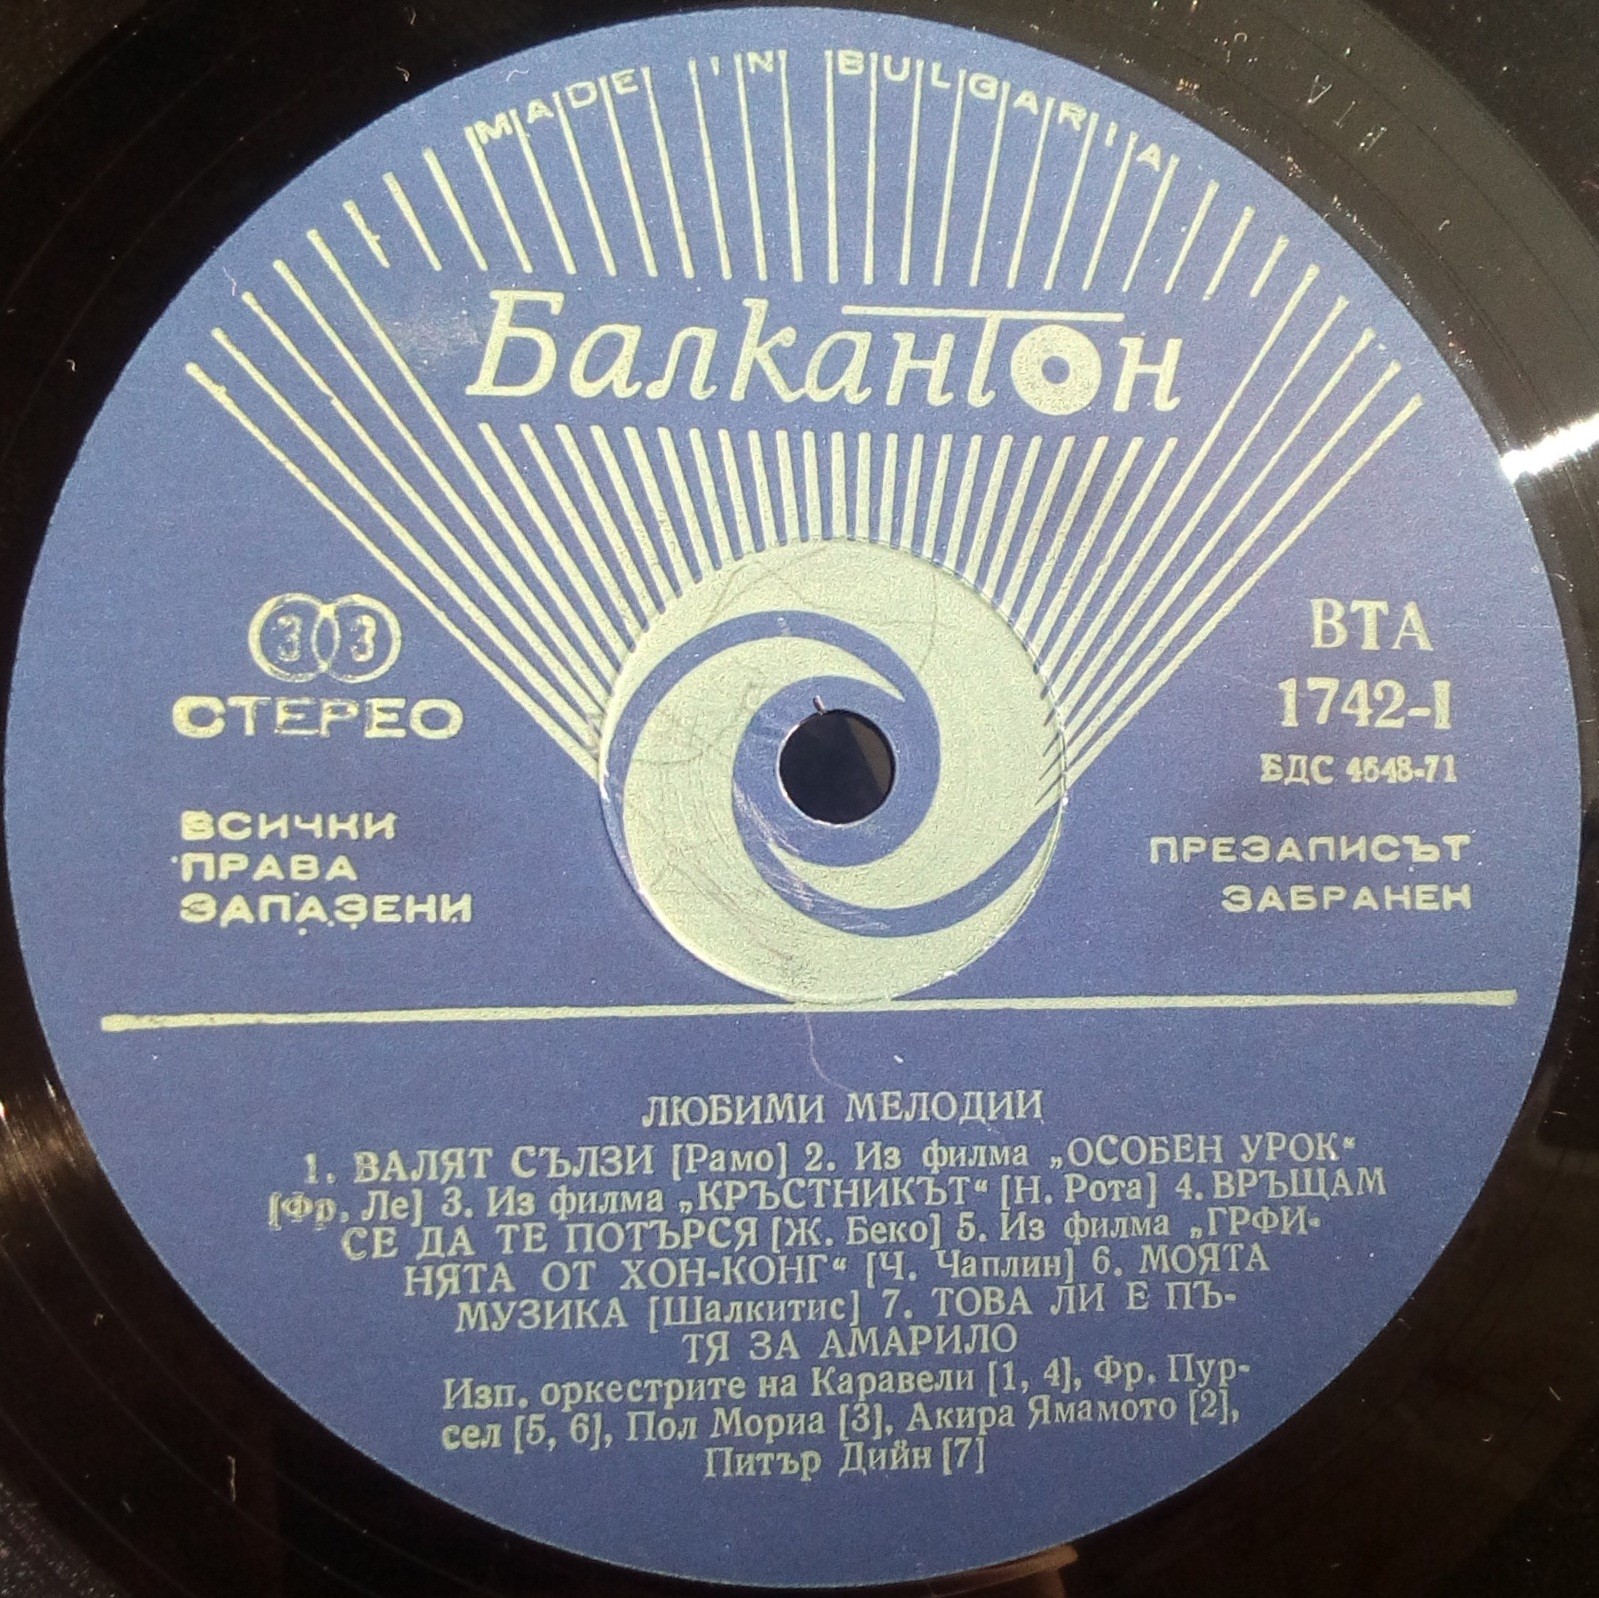 MADE IN BULGARIA
Балкантон
33
СТЕРЕО
ВСИЧКИ
ПРАВА
ЗАПАЗЕНИ
ВТА
1742-I
БДС 4648-71
ПРЕЗАПИСЪТ
ЗАБРАНЕН
ЛЮБИМИ МЕЛОДИИ
1. ВАЛЯТ СЪЛЗИ [Рамо] 2. Из филма „ОСОБЕН УРОК“
[Фр. Ле] 3. Из филма „КРЪСТНИКЪТ“ [Н. Рота] 4. ВРЪЩАМ
СЕ ДА ТЕ ПОТЪРСЯ [Ж. Беко] 5. Из филма „ГРФИ-
НЯТА ОТ ХОН-КОНГ“ [Ч. Чаплин] 6. МОЯТА
МУЗИКА [Шалкитис] 7. ТОВА ЛИ Е ПЪ-
ТЯ ЗА АМАРИЛО
Изп. оркестрите на Каравели [1, 4], Фр. Пур-
сел [5, 6], Пол Мориа [3], Акира Ямамото [2],
Питър Дийн [7]